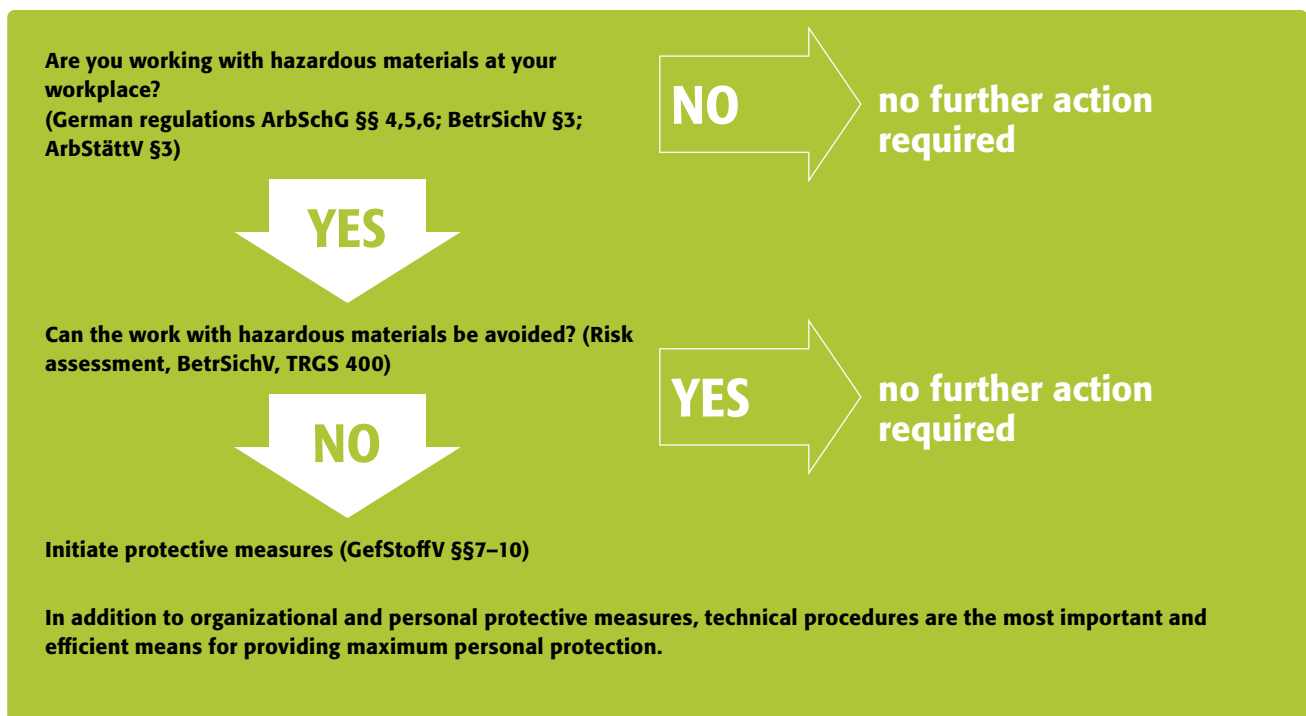 Are you working with hazardous materials at your
workplace?
(German regulations ArbSchG §§ 4,5,6; BetrSichV §3;
ArbStättV §3)
NO
no further action
required
YES
Can the work with hazardous materials be avoided? (Risk
assessment, BetrSichV, TRGS 400)
YES
no further action
required
NO
Initiate protective measures (GefStoffV §§7–10)
In addition to organizational and personal protective measures, technical procedures are the most important and
efficient means for providing maximum personal protection.